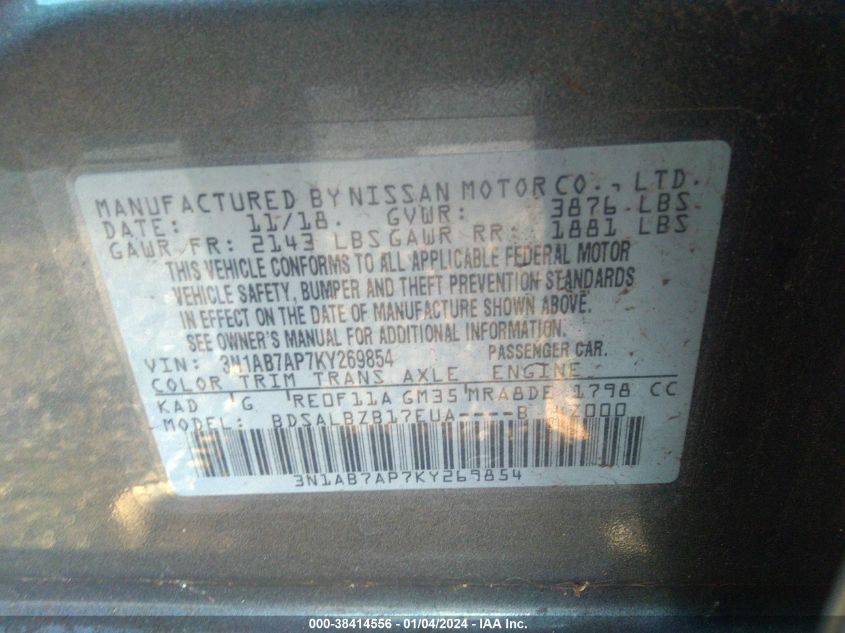 MANUFACTURED BY NISSAN MOTOR CO., LTD.
DATE: 11/18. GVWR: 3876 LBS
GAWR FR: 2143 LBS GAWR RR: 1881 LBS
THIS VEHICLE CONFORMS TO ALL APPLICABLE FEDERAL MOTOR
VEHICLE SAFETY, BUMPER AND THEFT PREVENTION STANDARDS
IN EFFECT ON THE DATE OF MANUFACTURE SHOWN ABOVE.
SEE OWNER'S MANUAL FOR ADDITIONAL INFORMATION.
VIN: 3N1AB7AP7KY269854 PASSENGER CAR.
COLOR TRIM TRANS AXLE ENGINE
KAD G RE0F11A GM35 MRA8DE 1798 CC
MODEL: BDSALBZB17EUA----B
3N1AB7AP7KY269854
000-38414556 - 01/04/2024 - IAA Inc.